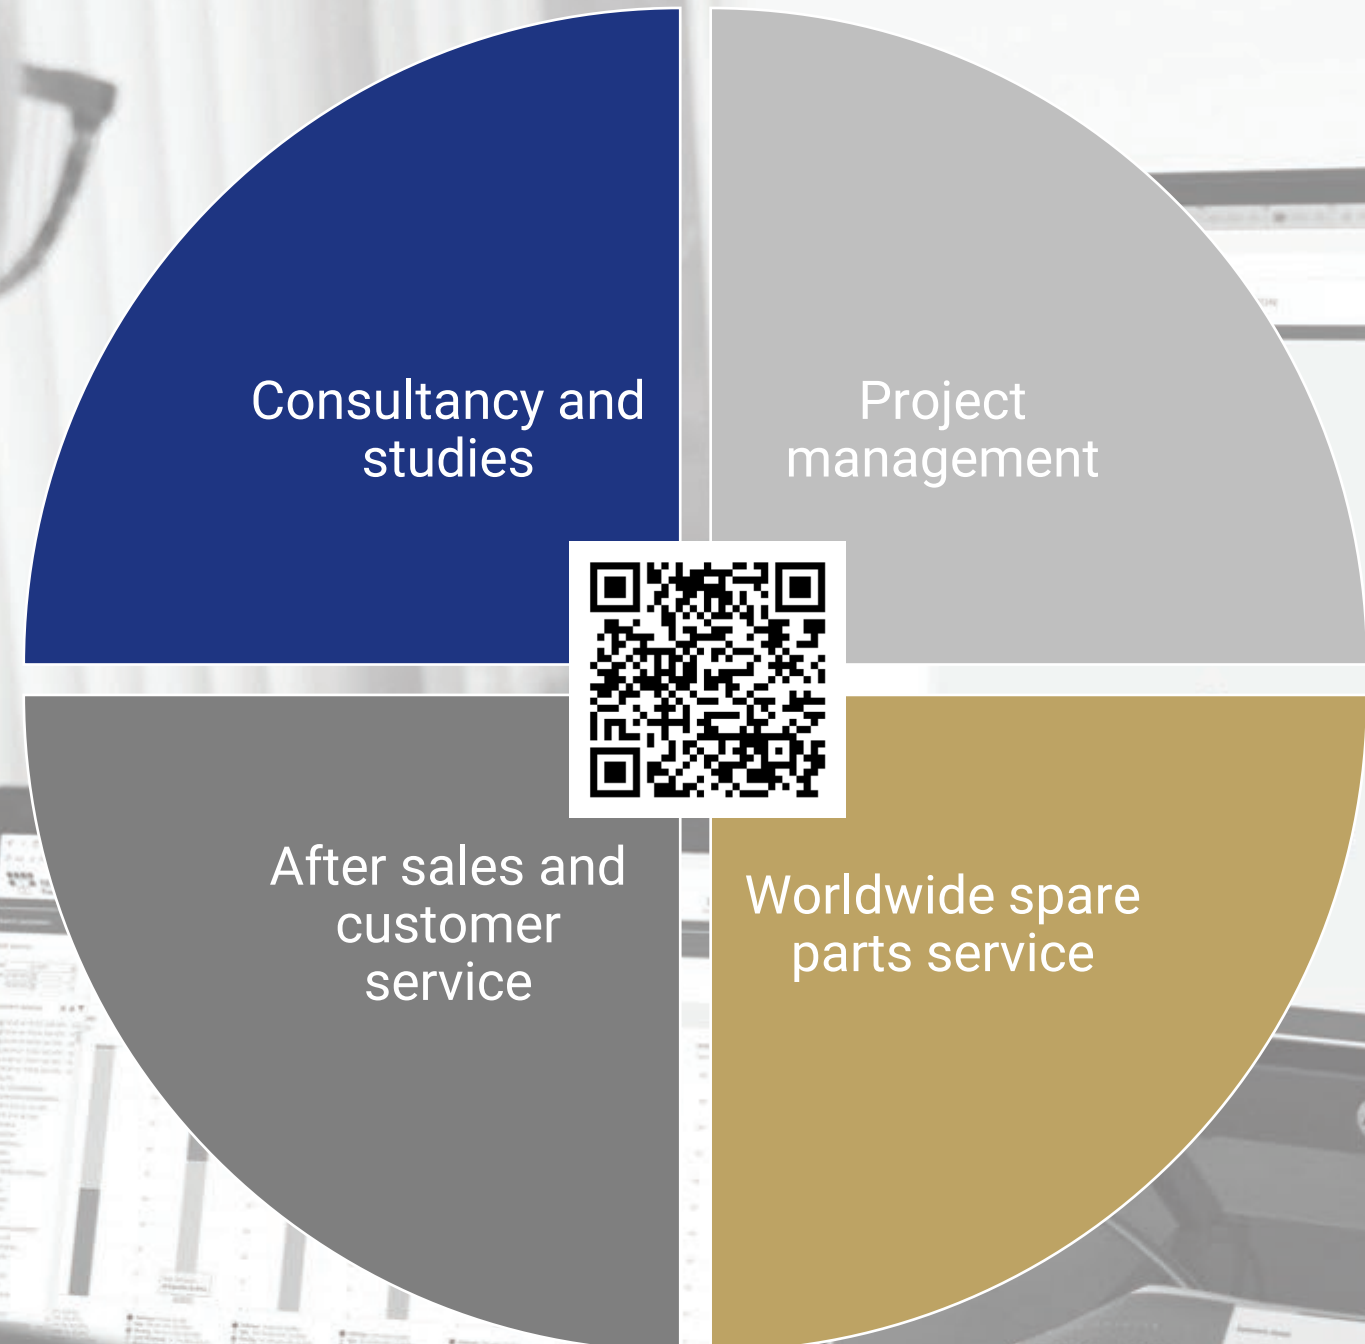 Consultancy and
studies
Project
management
After sales and
customer
service
Worldwide spare
parts service